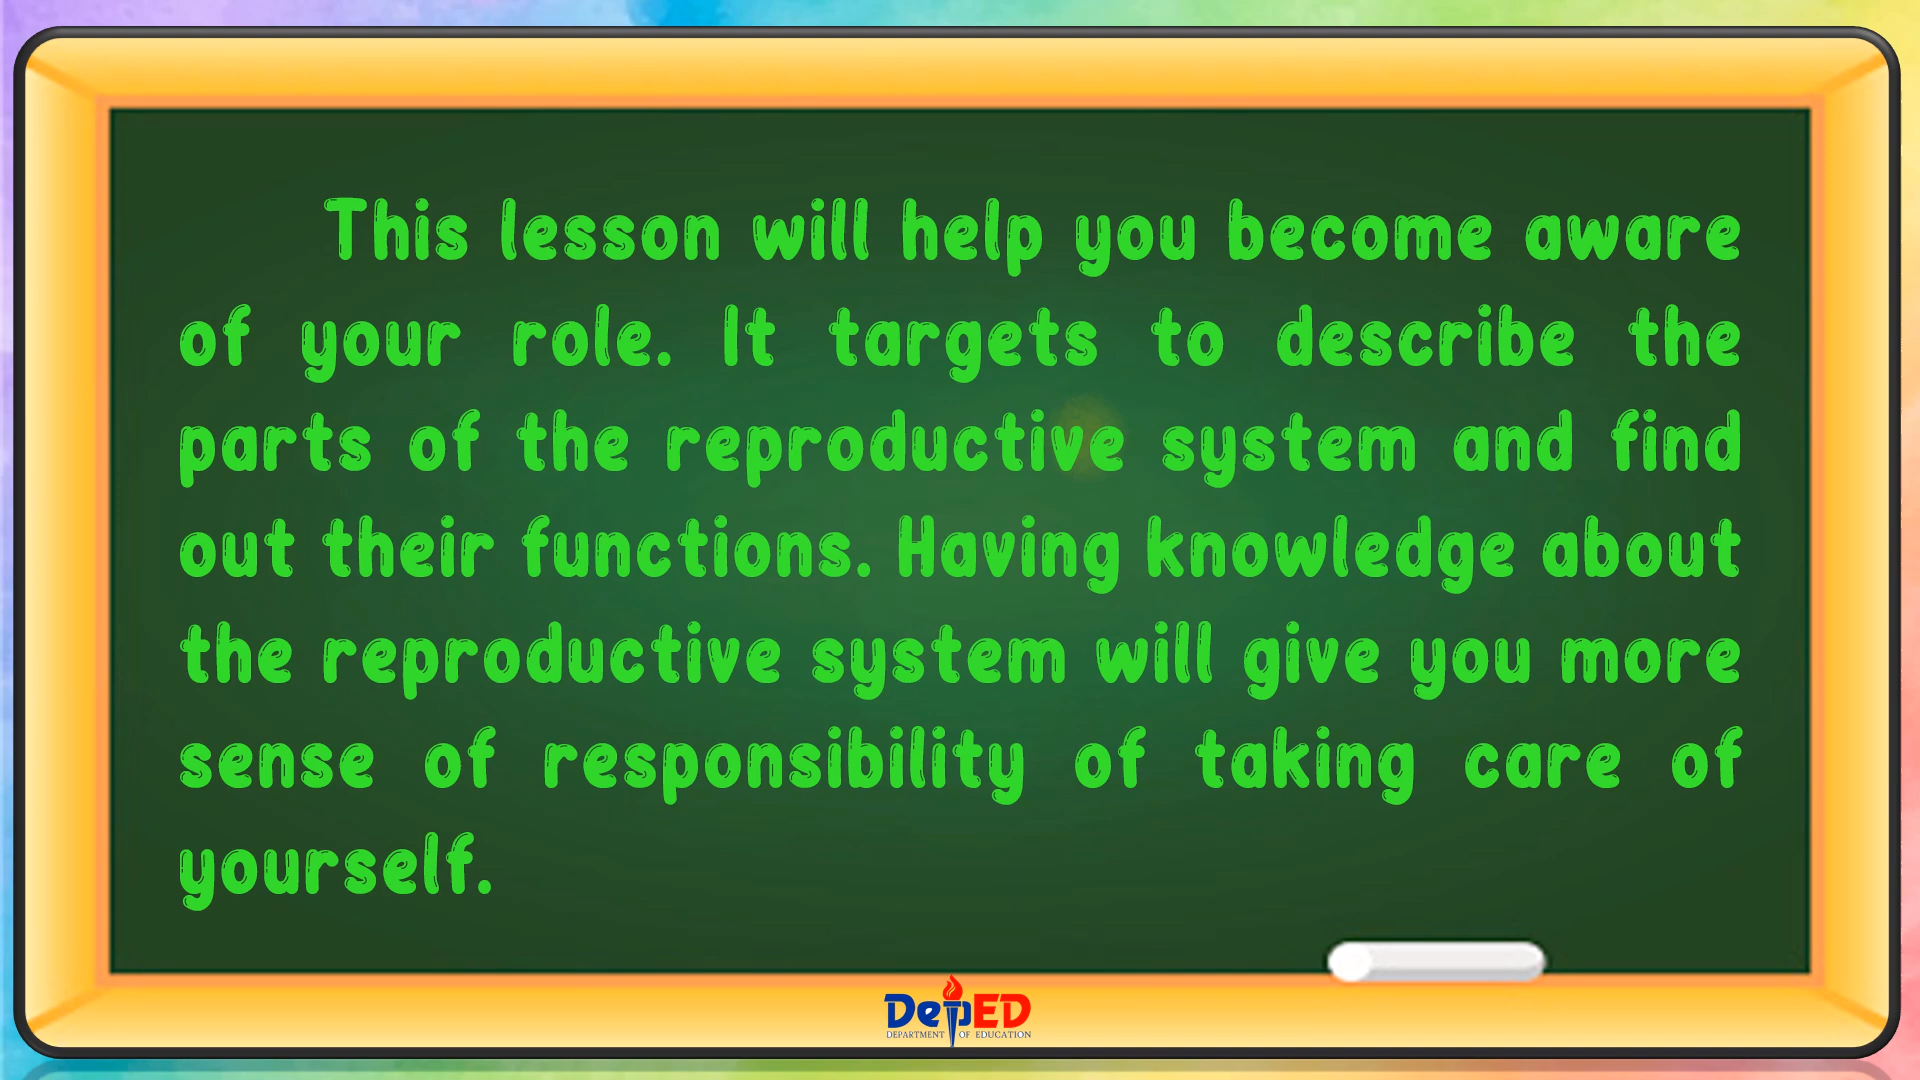 This lesson will help you become aware
of your role. It targets to describe the
parts of the reproductive system and find
out their functions. Having knowledge about
the reproductive system will give you more
sense of responsibility of taking care of
yourself.
DepED
DEPARTMENT OF EDUCATION